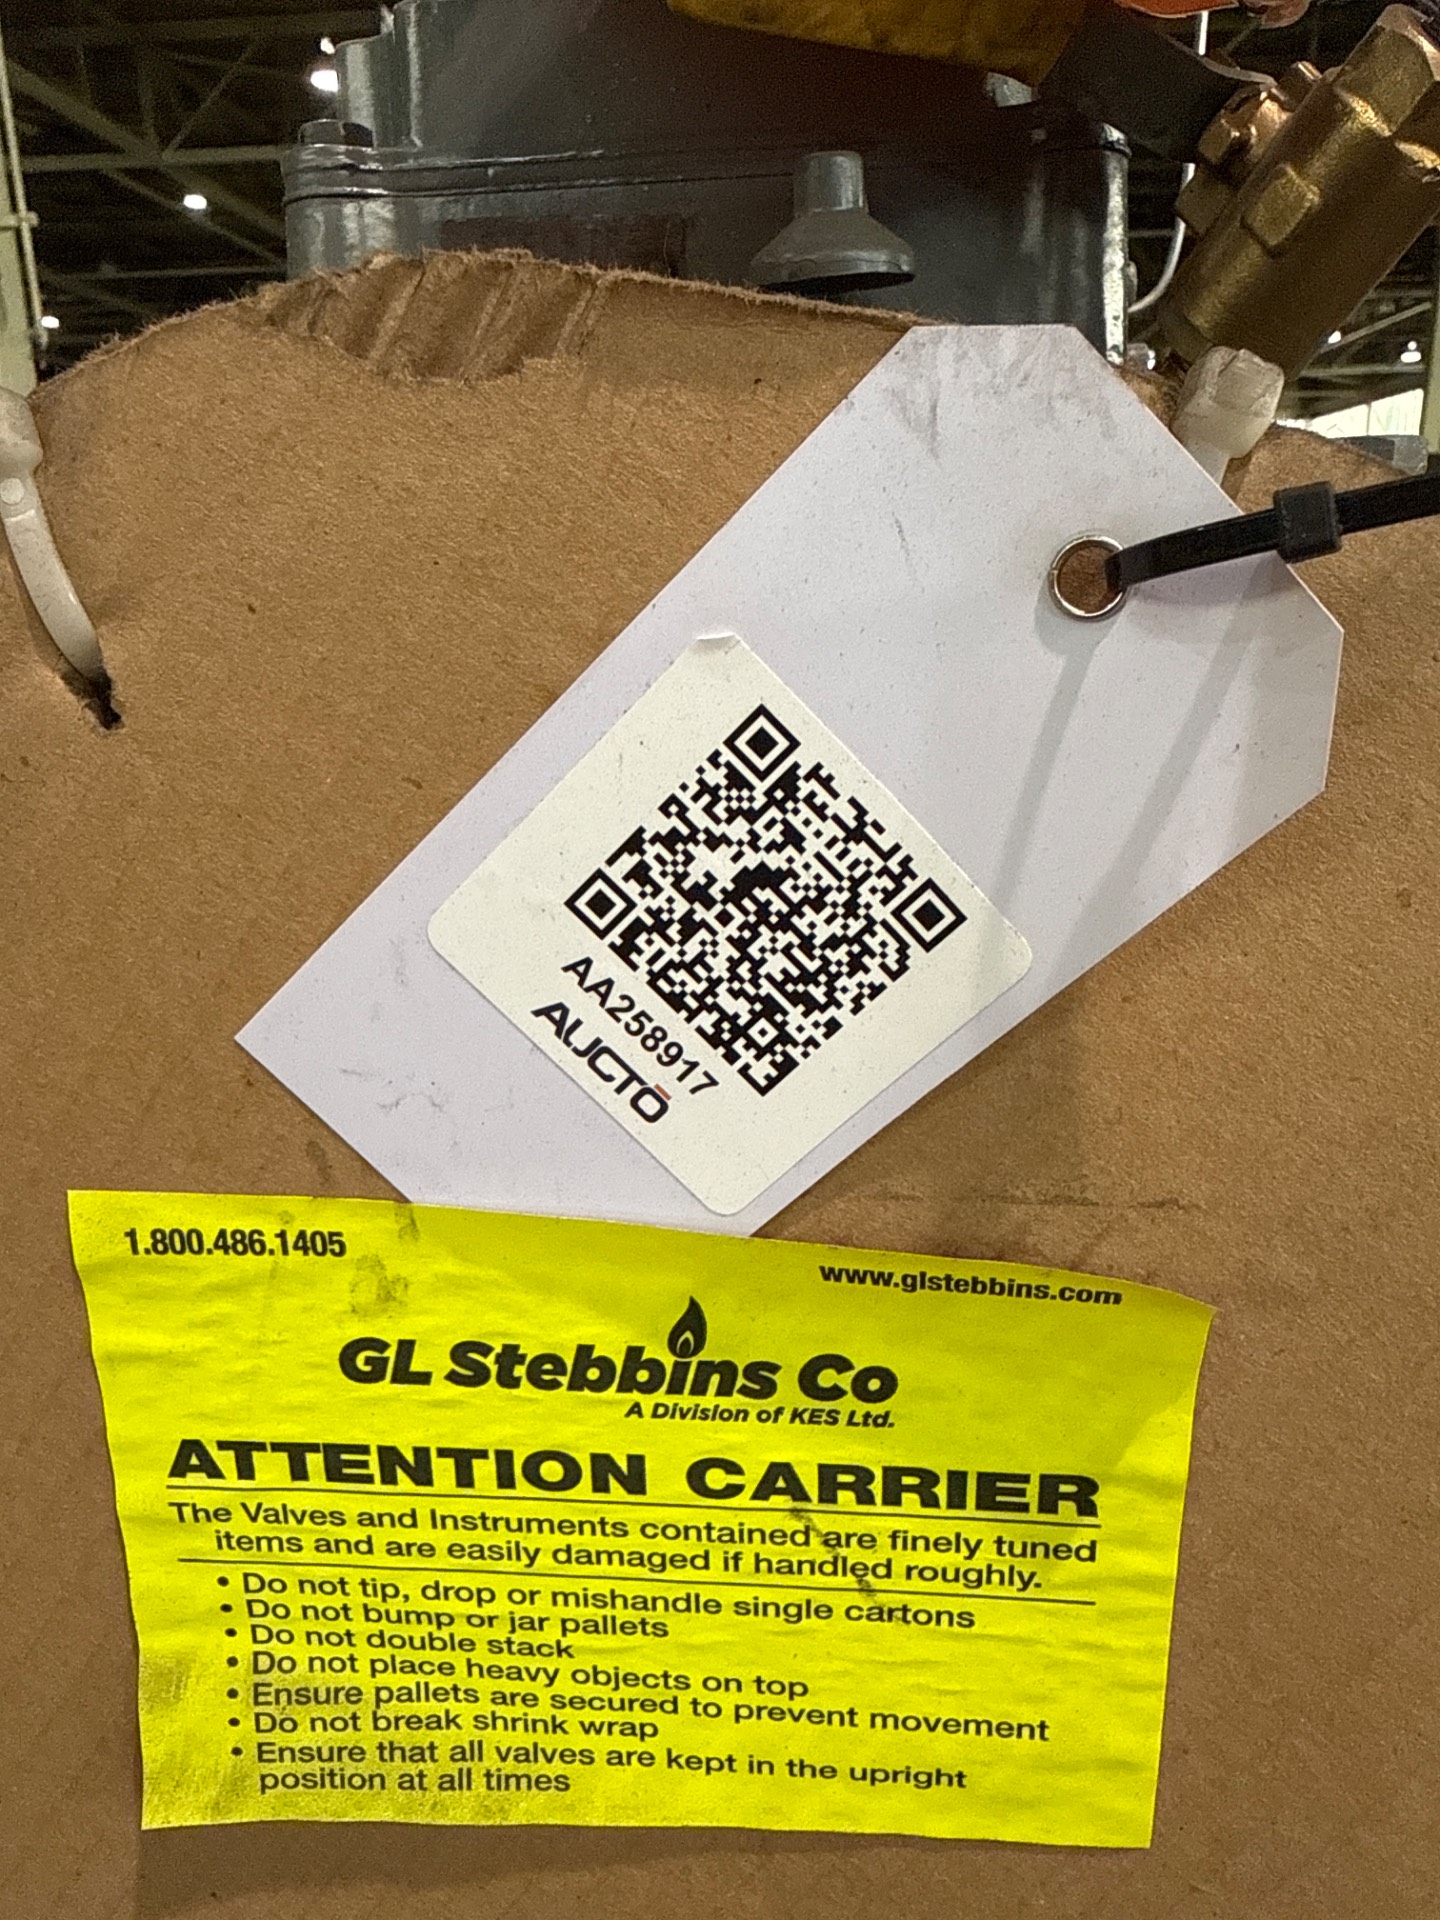 AA258917
AUCTŌ
1.800.486.1405
www.glstebbins.com
GL Stebbins Co
A Division of KES Ltd.
ATTENTION CARRIER
The Valves and Instruments contained are finely tuned
items and are easily damaged if handled roughly.
• Do not tip, drop or mishandle single cartons
• Do not bump or jar pallets
• Do not double stack
• Do not place heavy objects on top
• Ensure pallets are secured to prevent movement
• Do not break shrink wrap
• Ensure that all valves are kept in the upright
position at all times